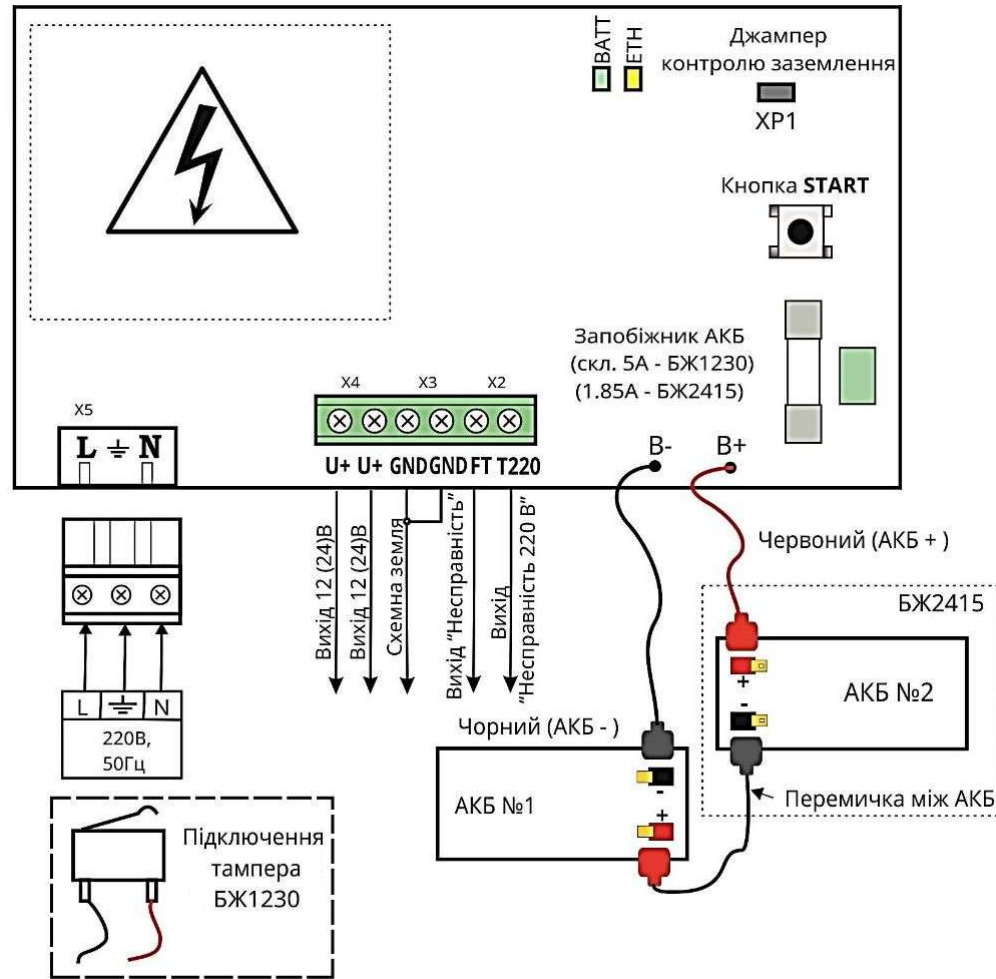 BATT
ETH
Джампер
контролю заземлення
XP1
Кнопка START
Запобіжник АКБ
(скл. 5А - БЖ1230)
(1.85А - БЖ2415)
X5
L N
X4 X3 X2
U+ U+ GND GND FT T220
B- B+
Вихід 12 (24)В
Вихід 12 (24)В
Схемна земля
Вихід "Несправність"
Вихід
"Несправність 220 В"
Червоний (АКБ + )
БЖ2415
+
-
АКБ №2
L N
220В,
50Гц
Чорний (АКБ - )
АКБ №1
-
+
Перемичка між АКБ
Підключення
тампера
БЖ1230